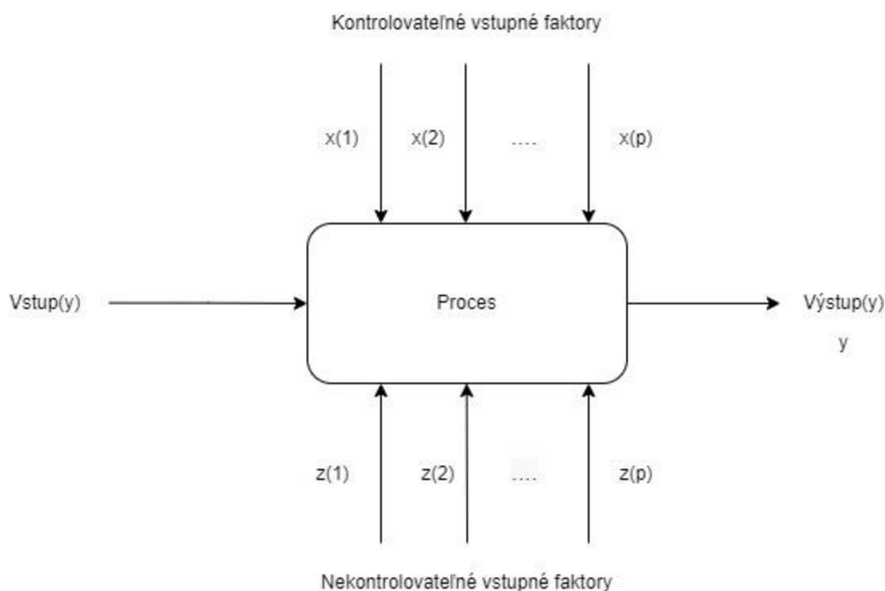 Kontrolovateľné vstupné faktory
x(1) x(2) .... x(p)
Vstup(y) Proces Výstup(y)
y
z(1) z(2) .... z(p)
Nekontrolovateľné vstupné faktory